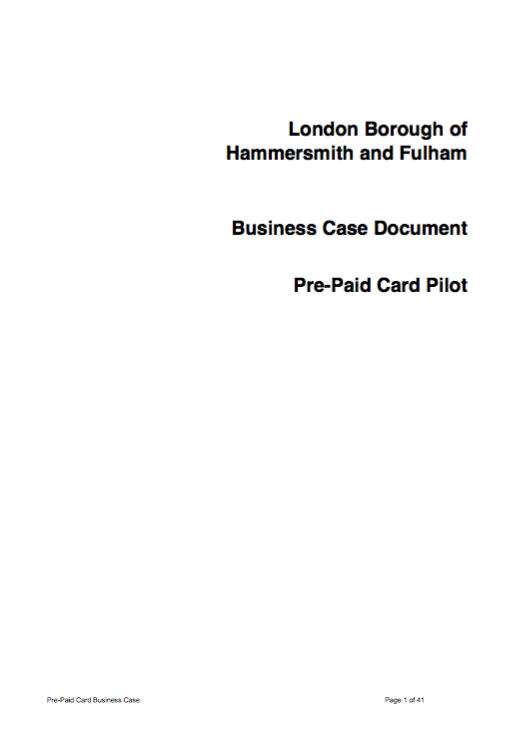 London Borough of
Hammersmith and Fulham
Business Case Document
Pre-Paid Card Pilot
Pre-Paid Card Business Case Page 1 of 41